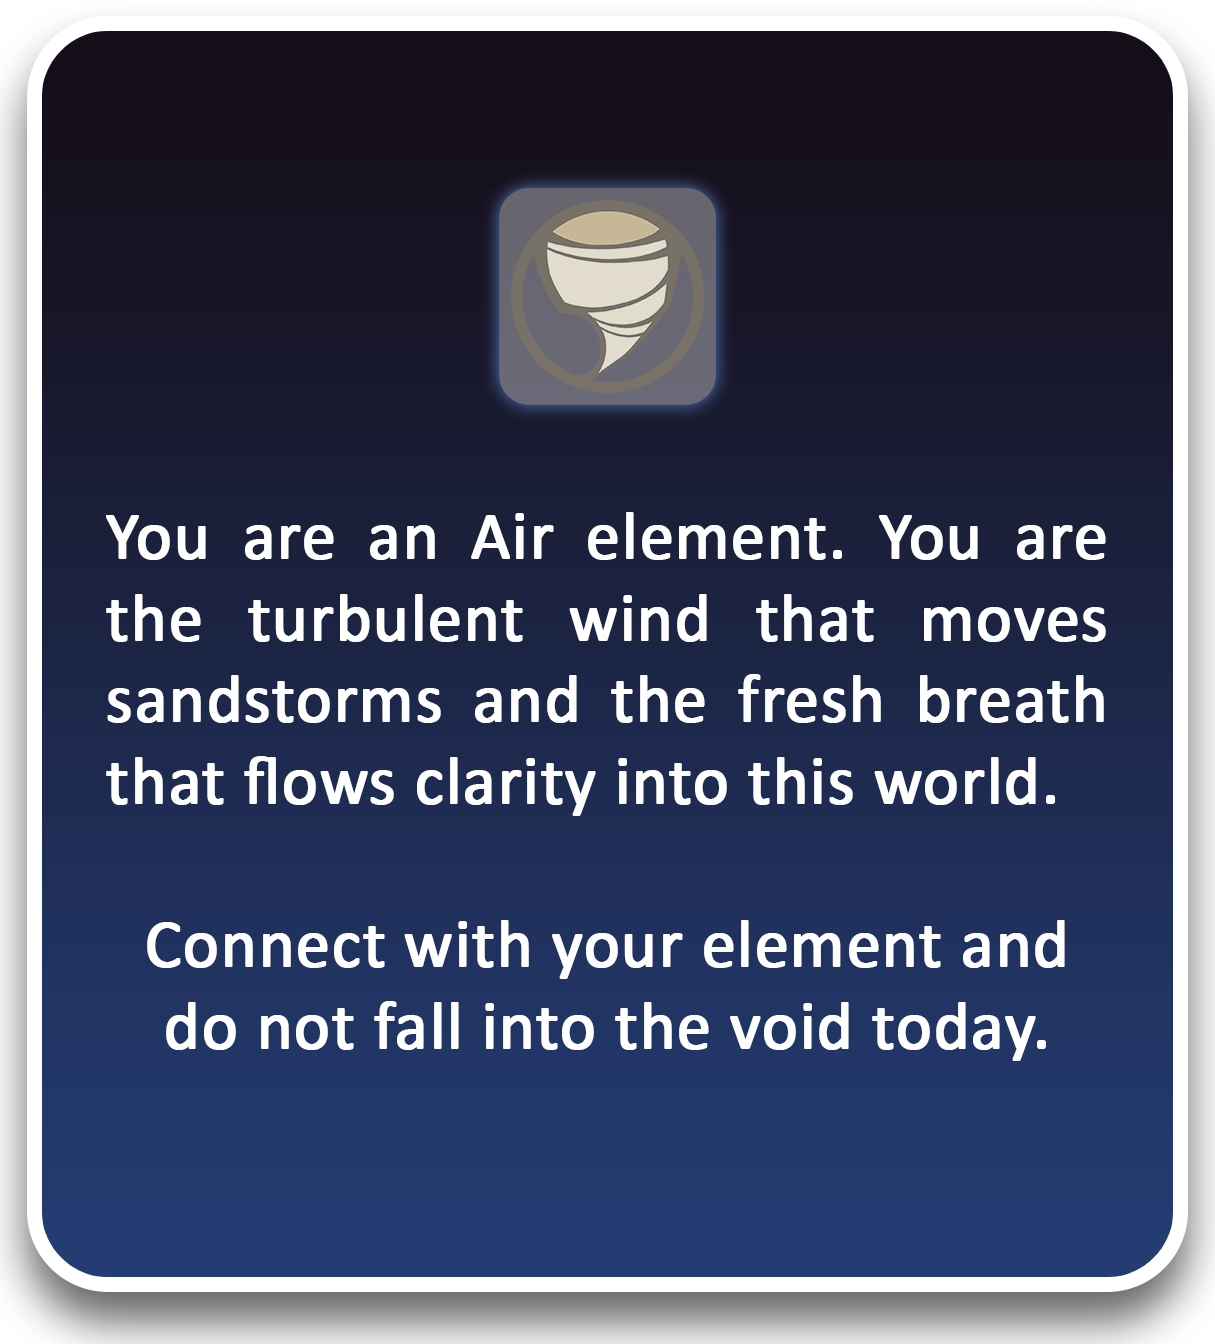 You are an Air element. You are
the turbulent wind that moves
sandstorms and the fresh breath
that flows clarity into this world.
Connect with your element and
do not fall into the void today.